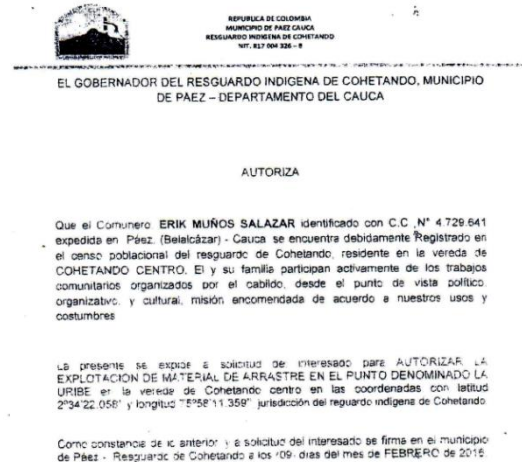 REPUBLICA DE COLOMBIA
MUNICIPIO DE PAEZ CAUCA
RESGUARDO INDIGENA DE COHETANDO
NIT. 817 004 326 – 8
EL GOBERNADOR DEL RESGUARDO INDIGENA DE COHETANDO, MUNICIPIO
DE PAEZ – DEPARTAMENTO DEL CAUCA
AUTORIZA
Que el Comunero ERIK MUÑOS SALAZAR identificado con C.C N° 4.729.641
expedida en Páez. (Belalcázar) - Cauca se encuentra debidamente Registrado en
el censo poblacional del resguardo de Cohetando, residente en la vereda de
COHETANDO CENTRO. El y su familia participan activamente de los trabajos
comunitarios organizados por el cabildo, desde el punto de vista político,
organizativo, y cultural, misión encomendada de acuerdo a nuestros usos y
costumbres
La presente se expide a solicitud de interesado para AUTORIZAR LA
EXPLOTACION DE MATERIAL DE ARRASTRE EN EL PUNTO DENOMINADO LA
URIBE en la vereda de Cohetando centro en las coordenadas con latitud
2°34'22.058" y longitud 75°58'11.359" jurisdicción del reguardo indígena de Cohetando
Como constancia de lo anterior y a solicitud del interesado se firma en el municipio
de Páez - Resguardo de Cohetando a los 09 días del mes de FEBRERO de